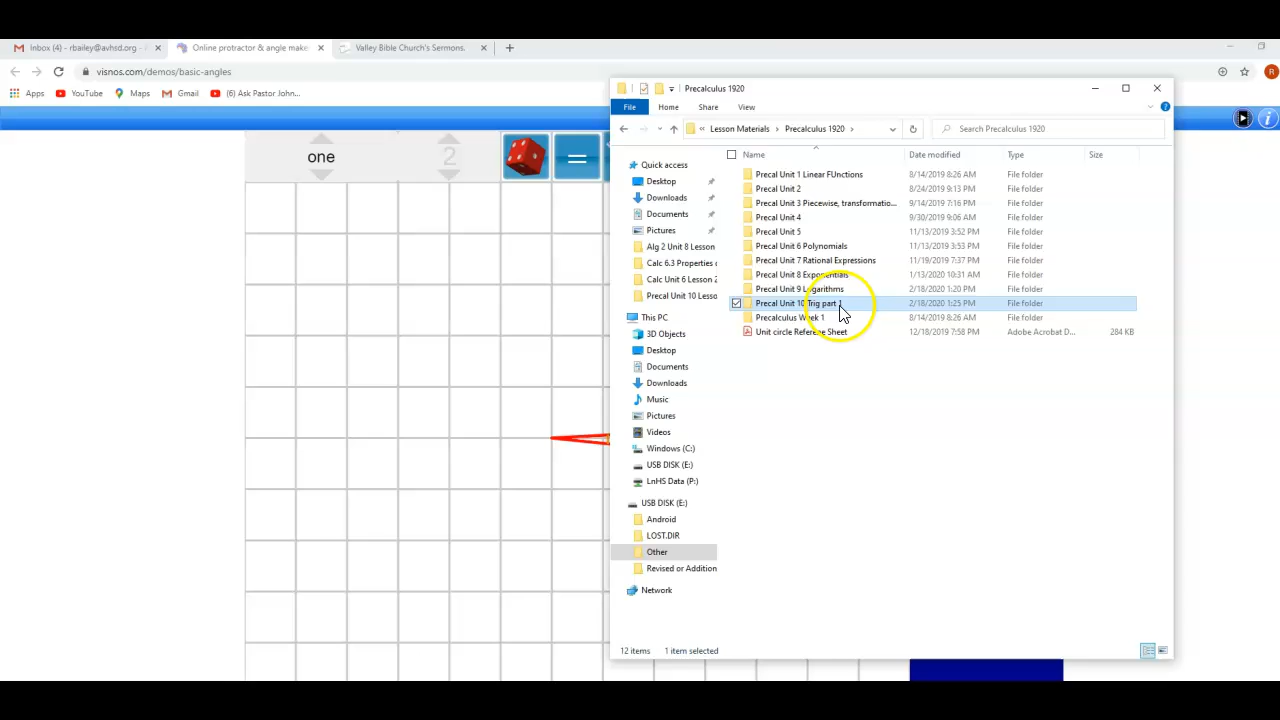 Inbox (4) - rbailey@avhsd.org -
Online protractor & angle make
Valley Bible Church's Sermons.
visnos.com/demos/basic-angles
R
Apps
YouTube
Maps
Gmail
(6) Ask Pastor John...
one
2
=
Precalculus 1920
File
Home
Share
View
« Lesson Materials > Precalculus 1920 >
Search Precalculus 1920
Name Date modified Type Size
Quick access
Desktop
Downloads
Documents
Pictures
Alg 2 Unit 8 Lesson
Calc 6.3 Properties o
Calc Unit 6 Lesson 2
Precal Unit 10 Lesso
This PC
3D Objects
Desktop
Documents
Downloads
Music
Pictures
Videos
Windows (C:)
USB DISK (E:)
LnHS Data (P:)
USB DISK (E:)
Android
LOST.DIR
Other
Revised or Addition
Network
Precal Unit 1 Linear FUnctions 8/14/2019 8:26 AM File folder
Precal Unit 2 8/24/2019 9:13 PM File folder
Precal Unit 3 Piecewise, transformatio... 9/14/2019 7:16 PM File folder
Precal Unit 4 9/30/2019 9:06 AM File folder
Precal Unit 5 11/13/2019 3:52 PM File folder
Precal Unit 6 Polynomials 11/13/2019 3:53 PM File folder
Precal Unit 7 Rational Expressions 11/19/2019 7:37 PM File folder
Precal Unit 8 Exponentials 1/13/2020 10:31 AM File folder
Precal Unit 9 Logarithms 2/18/2020 1:20 PM File folder
Precal Unit 10 Trig part 1 2/18/2020 1:25 PM File folder
Precalculus Week 1 8/14/2019 8:26 AM File folder
Unit circle Referene Sheet 12/18/2019 7:58 PM Adobe Acrobat D... 284 KB
12 items 1 item selected